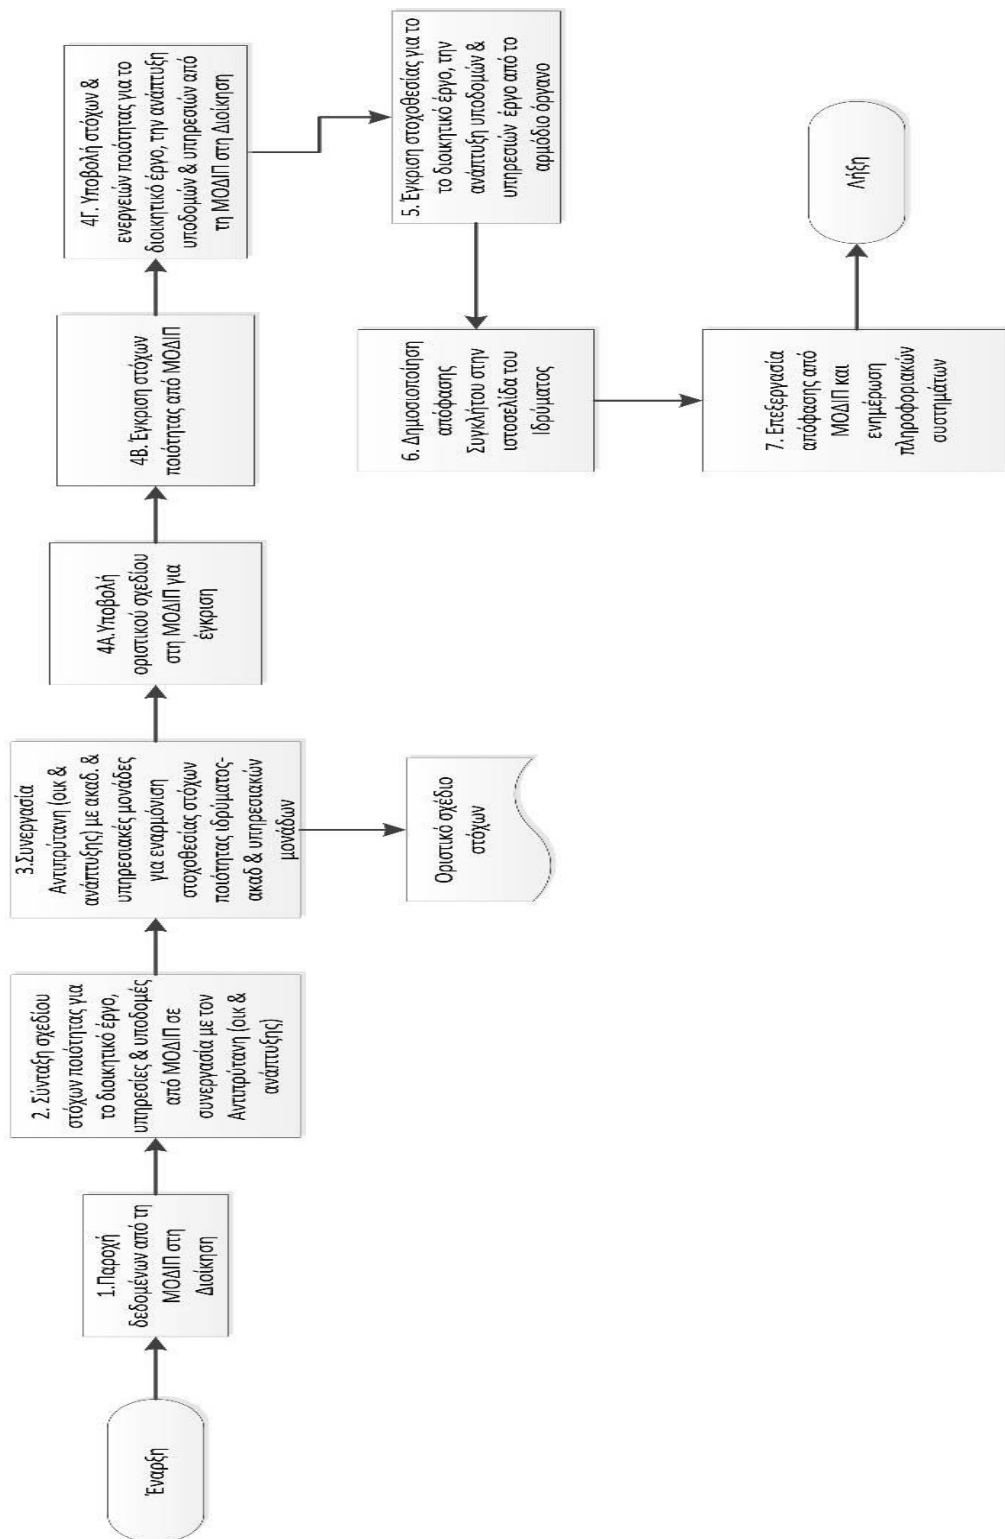 Έναρξη
1.Παροχή
δεδομένων από τη
ΜΟΔΙΠ στη
Διοίκηση
2. Σύνταξη σχεδίου
στόχων ποιότητας για
το διοικητικό έργο,
υπηρεσίες & υποδομές
από ΜΟΔΙΠ σε
συνεργασία με τον
Αντιπρύτανη (οικ &
ανάπτυξης)
3.Συνεργασία
Αντιπρύτανη (οικ &
ανάπτυξης) με ακαδ. &
υπηρεσιακές μονάδες
για εναρμόνιση
στοχοθεσίας στόχων
ποιότητας ιδρύματος-
ακαδ & υπηρεσιακών
μονάδων
Οριστικό σχέδιο
στόχων
4Α.Υποβολή
οριστικού σχεδίου
στη ΜΟΔΙΠ για
έγκριση
4Β. Έγκριση στόχων
ποιότητας από ΜΟΔΙΠ
4Γ. Υποβολή στόχων &
ενεργειών ποιότητας για το
διοικητικό έργο, την ανάπτυξη
υποδομών & υπηρεσιών από
τη ΜΟΔΙΠ στη Διοίκηση
5. Έγκριση στοχοθεσίας για το
το διοικητικό έργο, την
ανάπτυξη υποδομών &
υπηρεσιών έργο από το
αρμόδιο όργανο
6. Δημοσιοποίηση
απόφασης
Συγκλήτου στην
ιστοσελίδα του
Ιδρύματος
7. Επεξεργασία
απόφασης από
ΜΟΔΙΠ και
ενημέρωση
πληροφοριακών
συστημάτων
Λήξη